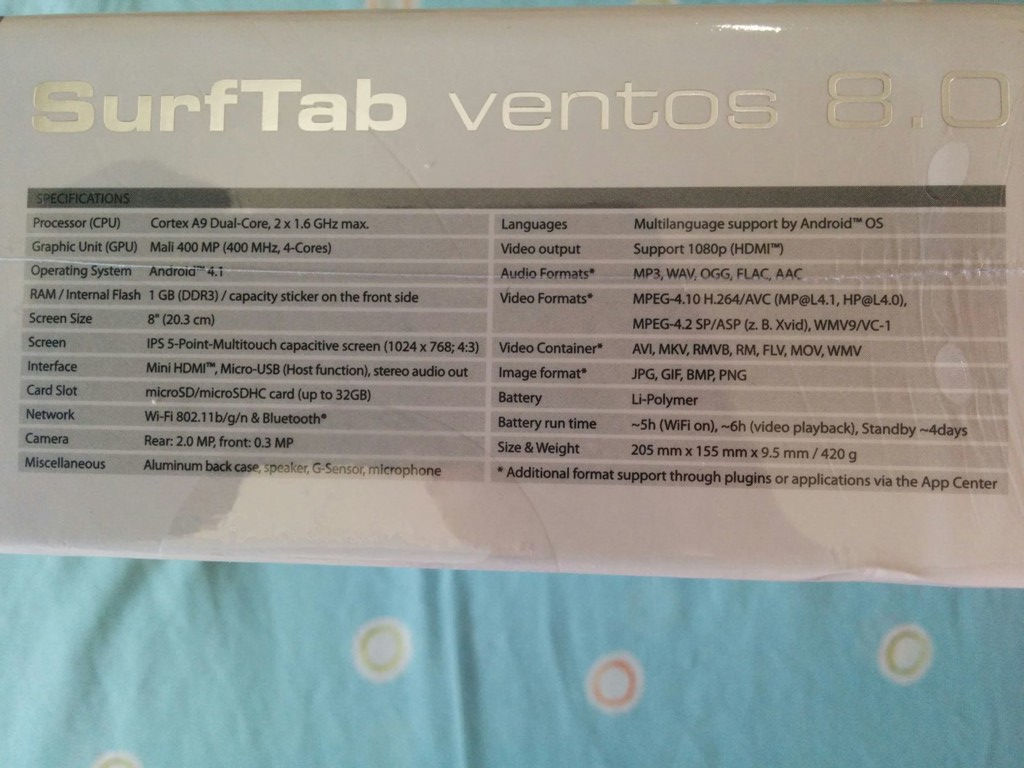 SurfTab ventos 8.0
SPECIFICATIONS
Processor (CPU) Cortex A9 Dual-Core, 2 x 1.6 GHz max.
Graphic Unit (GPU) Mali 400 MP (400 MHz, 4-Cores)
Operating System Android™ 4.1
RAM / Internal Flash 1 GB (DDR3) / capacity sticker on the front side
Screen Size 8" (20.3 cm)
Screen IPS 5-Point-Multitouch capacitive screen (1024 x 768; 4:3)
Interface Mini HDMI™, Micro-USB (Host function), stereo audio out
Card Slot microSD/microSDHC card (up to 32GB)
Network Wi-Fi 802.11b/g/n & Bluetooth*
Camera Rear: 2.0 MP, front: 0.3 MP
Miscellaneous Aluminum back case, speaker, G-Sensor, microphone
Languages Multilanguage support by Android™ OS
Video output Support 1080p (HDMI™)
Audio Formats* MP3, WAV, OGG, FLAC, AAC
Video Formats* MPEG-4.10 H.264/AVC (MP@L4.1, HP@L4.0),
MPEG-4.2 SP/ASP (z. B. Xvid), WMV9/VC-1
Video Container* AVI, MKV, RMVB, RM, FLV, MOV, WMV
Image format* JPG, GIF, BMP, PNG
Battery Li-Polymer
Battery run time ~5h (WiFi on), ~6h (video playback), Standby ~4days
Size & Weight 205 mm x 155 mm x 9.5 mm / 420 g
* Additional format support through plugins or applications via the App Center